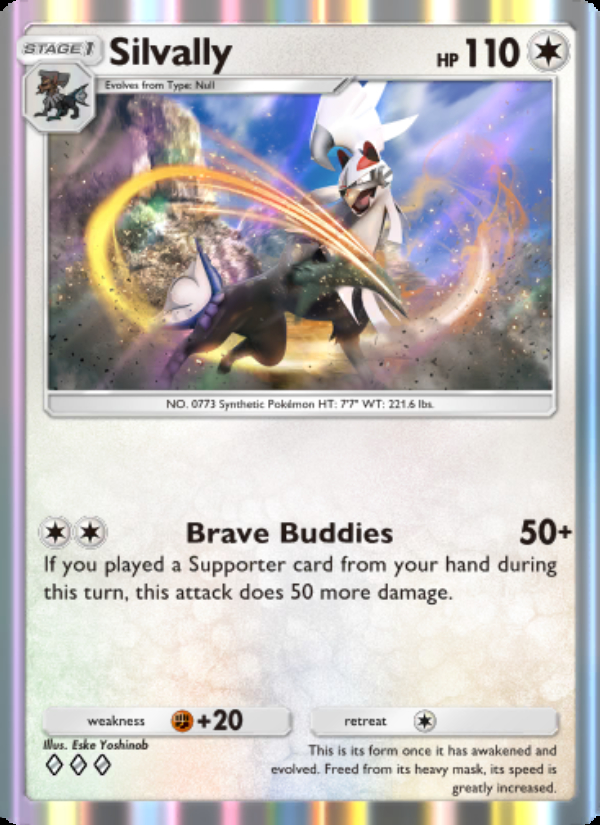 STAGE 1 Silvally HP 110
Evolves from Type: Null
NO. 0773 Synthetic Pokémon HT: 7'7" WT: 221.6 lbs.
Brave Buddies 50+
If you played a Supporter card from your hand during
this turn, this attack does 50 more damage.
weakness +20 retreat
Illus. Eske Yoshinob
This is its form once it has awakened and
evolved. Freed from its heavy mask, its speed is
greatly increased.